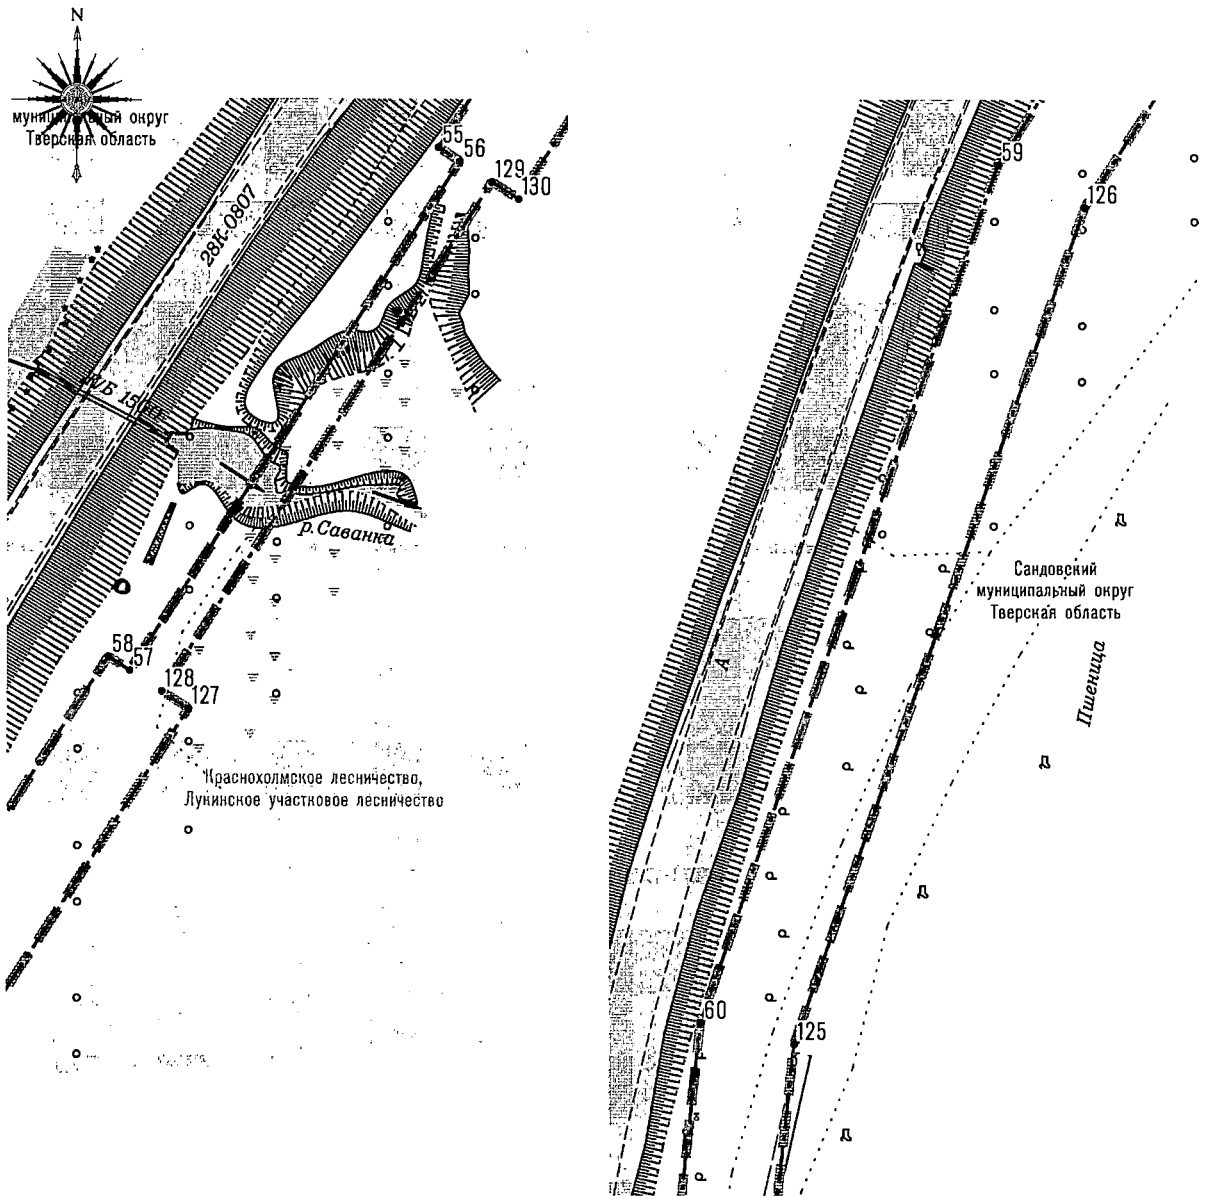 N
муниципальный округ
Тверская область
28К-0807
55
56
129
130
р.Саванка
58
57
128
127
Краснохолмское лесничество,
Лукинское участковое лесничество
59
126
Сандовский
муниципальный округ
Тверская область
Пшеница
А
60
125